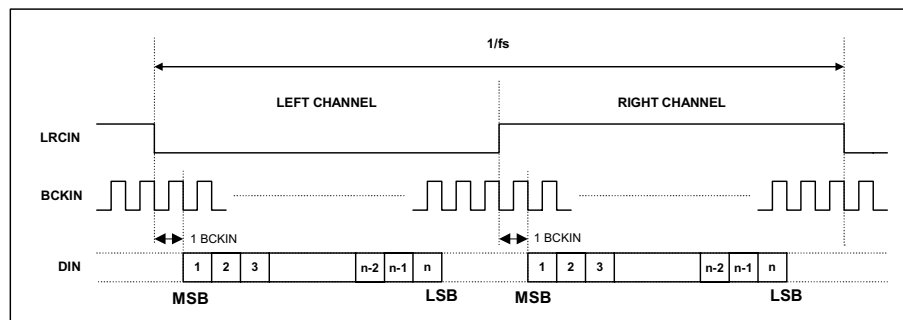 1/fs
LEFT CHANNEL RIGHT CHANNEL
LRCIN
BCKIN
1 BCKIN 1 BCKIN
DIN 1 2 3 n-2 n-1 n 1 2 3 n-2 n-1 n
MSB LSB MSB LSB